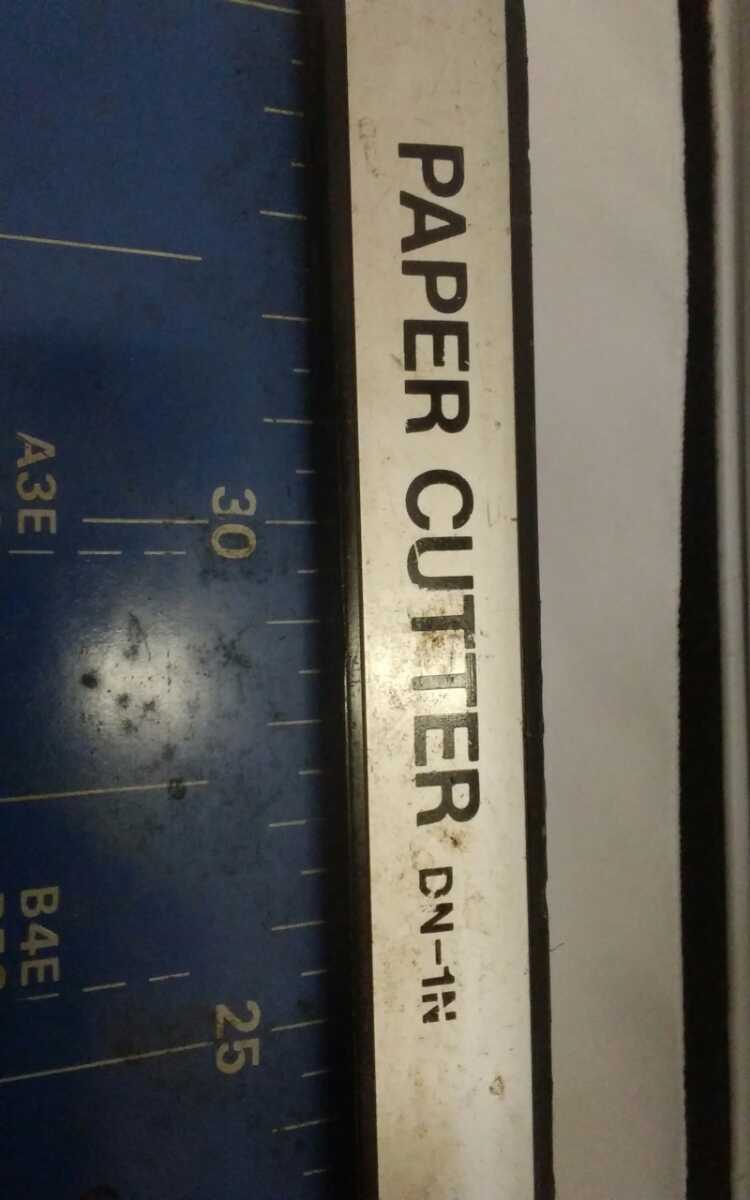 PAPER CUTTER DN-1N
30
25
A3E
B4E